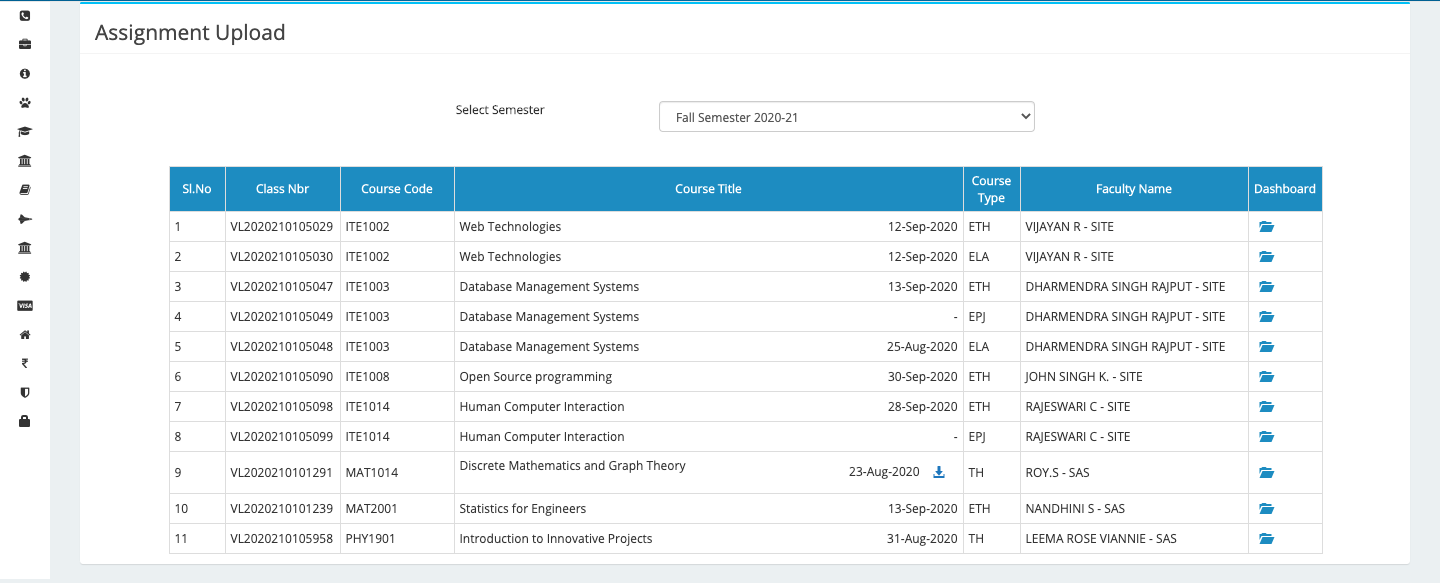 Assignment Upload
Select Semester Fall Semester 2020-21
Sl.No Class Nbr Course Code Course Title Course Type Faculty Name Dashboard
1 VL2020210105029 ITE1002 Web Technologies 12-Sep-2020 ETH VIJAYAN R - SITE
2 VL2020210105030 ITE1002 Web Technologies 12-Sep-2020 ELA VIJAYAN R - SITE
3 VL2020210105047 ITE1003 Database Management Systems 13-Sep-2020 ETH DHARMENDRA SINGH RAJPUT - SITE
4 VL2020210105049 ITE1003 Database Management Systems - EPJ DHARMENDRA SINGH RAJPUT - SITE
5 VL2020210105048 ITE1003 Database Management Systems 25-Aug-2020 ELA DHARMENDRA SINGH RAJPUT - SITE
6 VL2020210105090 ITE1008 Open Source programming 30-Sep-2020 ETH JOHN SINGH K. - SITE
7 VL2020210105098 ITE1014 Human Computer Interaction 28-Sep-2020 ETH RAJESWARI C - SITE
8 VL2020210105099 ITE1014 Human Computer Interaction - EPJ RAJESWARI C - SITE
9 VL2020210101291 MAT1014 Discrete Mathematics and Graph Theory 23-Aug-2020 TH ROY.S - SAS
10 VL2020210101239 MAT2001 Statistics for Engineers 13-Sep-2020 ETH NANDHINI S - SAS
VISA
11 VL2020210105958 PHY1901 Introduction to Innovative Projects 31-Aug-2020 TH LEEMA ROSE VIANNIE - SAS
₹